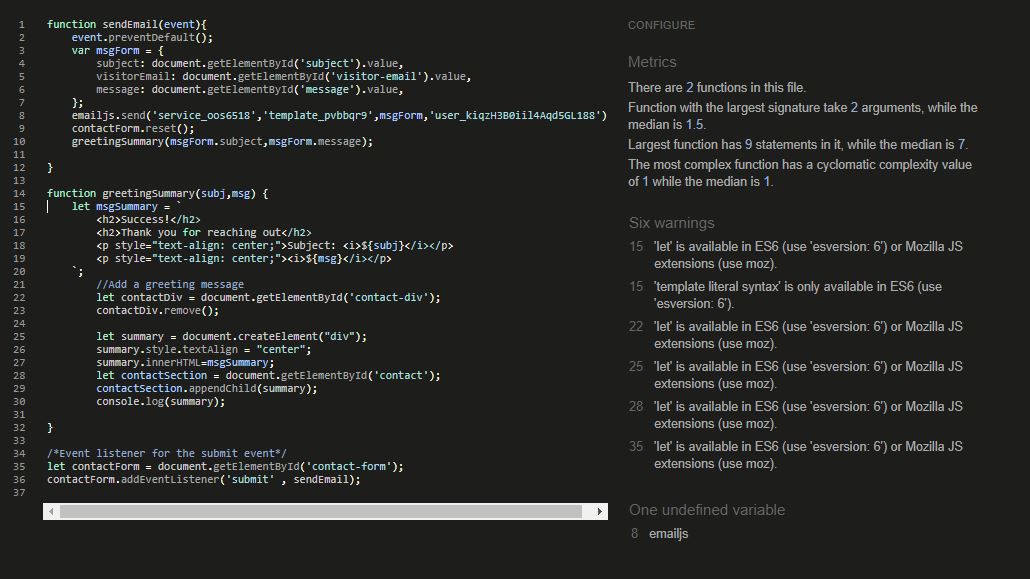 1 function sendEmail(event){
2 event.preventDefault();
3 var msgForm = {
4 subject: document.getElementById('subject').value,
5 visitorEmail: document.getElementById('visitor-email').value,
6 message: document.getElementById('message').value,
7 };
8 emailjs.send('service_oos6518','template_pvbbqr9',msgForm,'user_kiqzH3B0iil4Aqd5GL188')
9 contactForm.reset();
10 greetingSummary(msgForm.subject,msgForm.message);
11
12 }
13
14 function greetingSummary(subj,msg) {
15 let msgSummary = `
16 <h2>Success!</h2>
17 <h2>Thank you for reaching out</h2>
18 <p style="text-align: center;">Subject: <i>${subj}</i></p>
19 <p style="text-align: center;"><i>${msg}</i></p>
20 `;
21 //Add a greeting message
22 let contactDiv = document.getElementById('contact-div');
23 contactDiv.remove();
24
25 let summary = document.createElement("div");
26 summary.style.textAlign = "center";
27 summary.innerHTML=msgSummary;
28 let contactSection = document.getElementById('contact');
29 contactSection.appendChild(summary);
30 console.log(summary);
31
32 }
33
34 /*Event listener for the submit event*/
35 let contactForm = document.getElementById('contact-form');
36 contactForm.addEventListener('submit' , sendEmail);
37
CONFIGURE
Metrics
There are 2 functions in this file.
Function with the largest signature take 2 arguments, while the
median is 1.5.
Largest function has 9 statements in it, while the median is 7.
The most complex function has a cyclomatic complexity value
of 1 while the median is 1.
Six warnings
15 'let' is available in ES6 (use 'esversion: 6') or Mozilla JS
extensions (use moz).
15 'template literal syntax' is only available in ES6 (use
'esversion: 6').
22 'let' is available in ES6 (use 'esversion: 6') or Mozilla JS
extensions (use moz).
25 'let' is available in ES6 (use 'esversion: 6') or Mozilla JS
extensions (use moz).
28 'let' is available in ES6 (use 'esversion: 6') or Mozilla JS
extensions (use moz).
35 'let' is available in ES6 (use 'esversion: 6') or Mozilla JS
extensions (use moz).
One undefined variable
8 emailjs